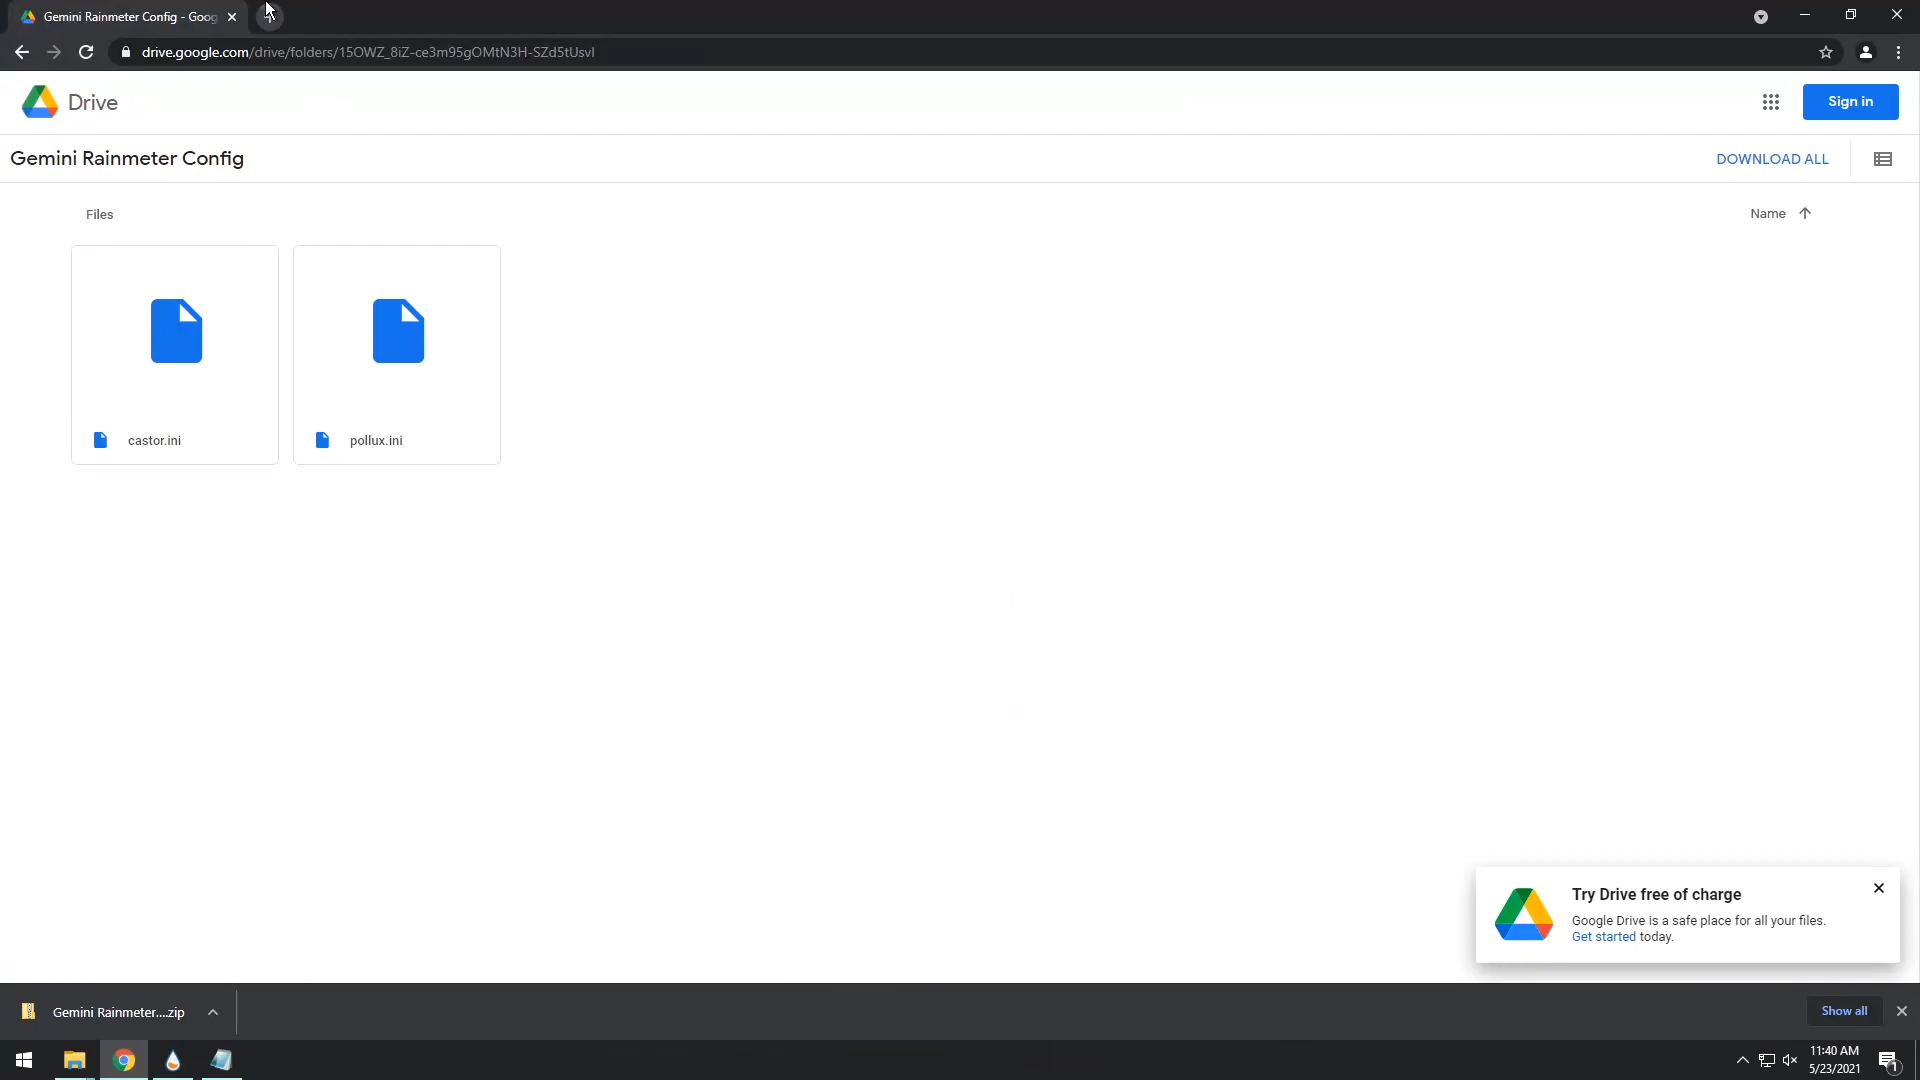 Gemini Rainmeter Config - Goog
drive.google.com/drive/folders/15OWZ_8iZ-ce3m95gOMtN3H-SZd5tUsvI
Drive
Sign in
Gemini Rainmeter Config
DOWNLOAD ALL
Files
Name
castor.ini
pollux.ini
Try Drive free of charge
Google Drive is a safe place for all your files.
Get started today.
Gemini Rainmeter....zip
Show all
11:40 AM
5/23/2021
1